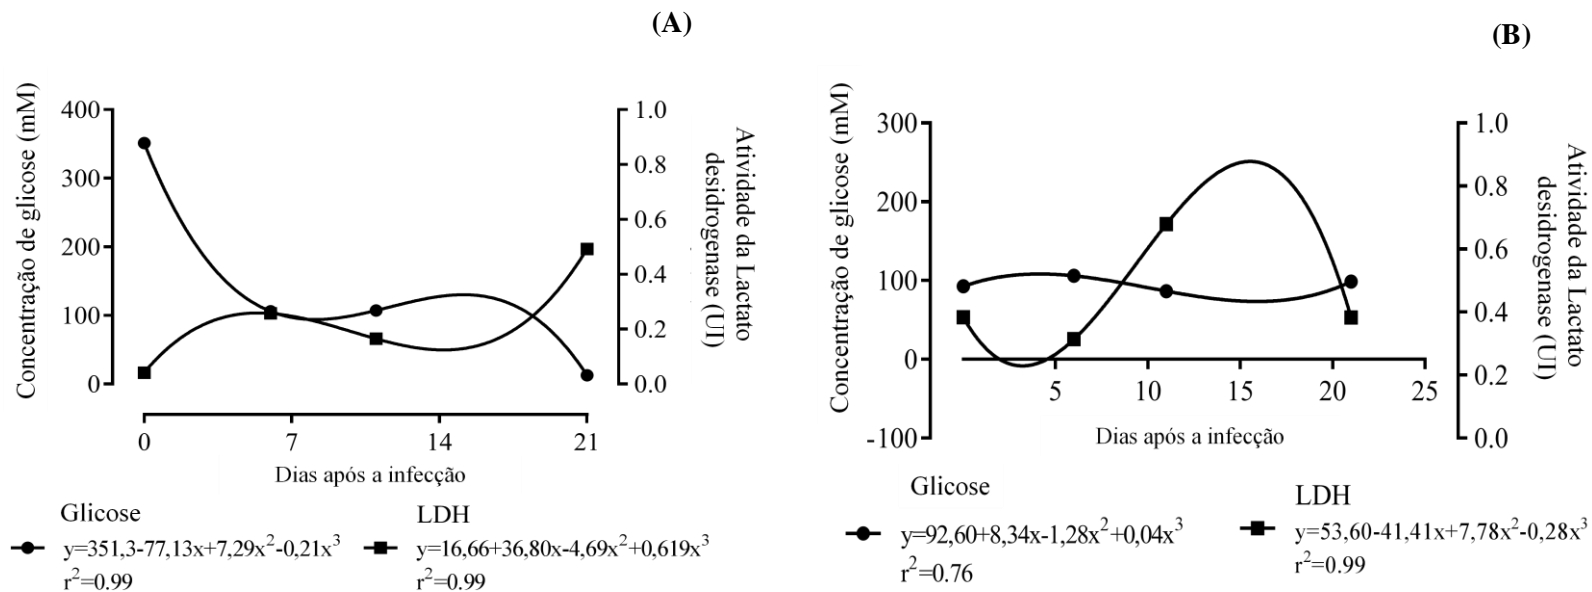 (A)
Concentração de glicose (mM)
400
300
200
100
0
1.0
0.8
0.6
0.4
0.2
0.0
Atividade da Lactato
desidrogenase (UI)
0 7 14 21
Dias após a infecção
Glicose
y=351,3-77,13x+7,29x²-0,21x³
r²=0.99
LDH
y=16,66+36,80x-4,69x²+0,619x³
r²=0.99
(B)
Concentração de glicose (mM)
300
200
100
0
-100
1.0
0.8
0.6
0.4
0.2
0.0
Atividade da Lactato
desidrogenase (UI)
5 10 15 20 25
Dias após a infecção
Glicose
y=92,60+8,34x-1,28x²+0,04x³
r²=0.76
LDH
y=53,60-41,41x+7,78x²-0,28x³
r²=0.99